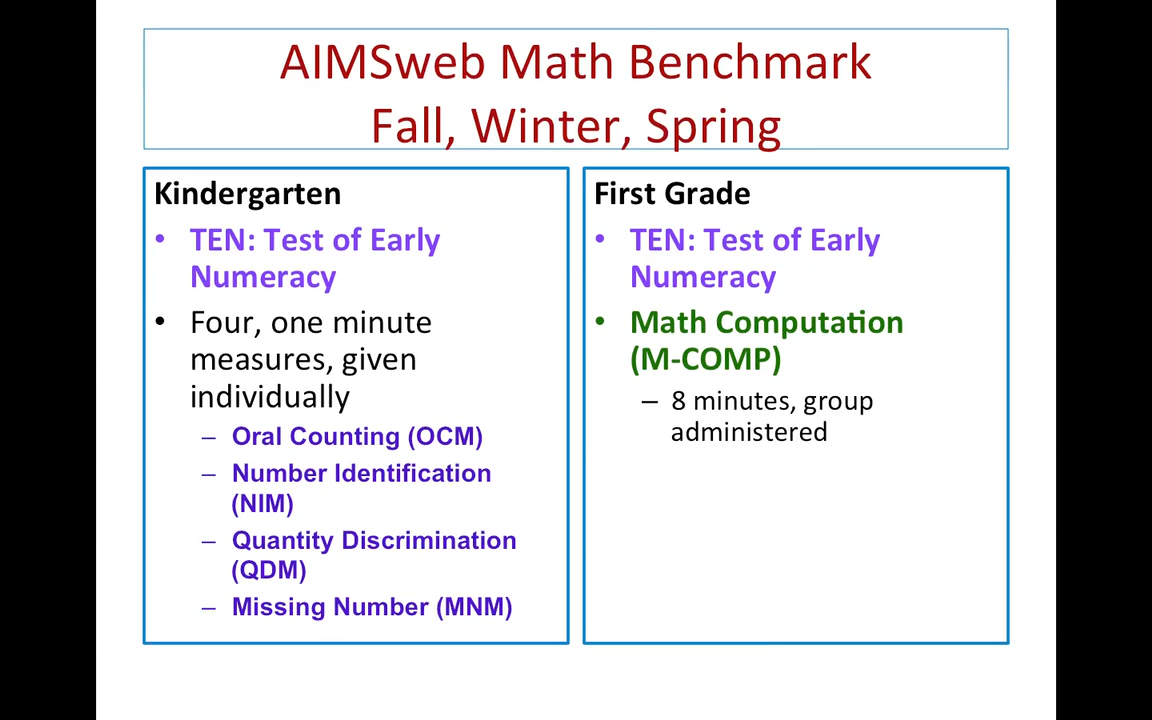 AIMSweb Math Benchmark
Fall, Winter, Spring
Kindergarten
• TEN: Test of Early
Numeracy
• Four, one minute
measures, given
individually
– Oral Counting (OCM)
– Number Identification
(NIM)
– Quantity Discrimination
(QDM)
– Missing Number (MNM)
First Grade
• TEN: Test of Early
Numeracy
• Math Computation
(M-COMP)
– 8 minutes, group
administered